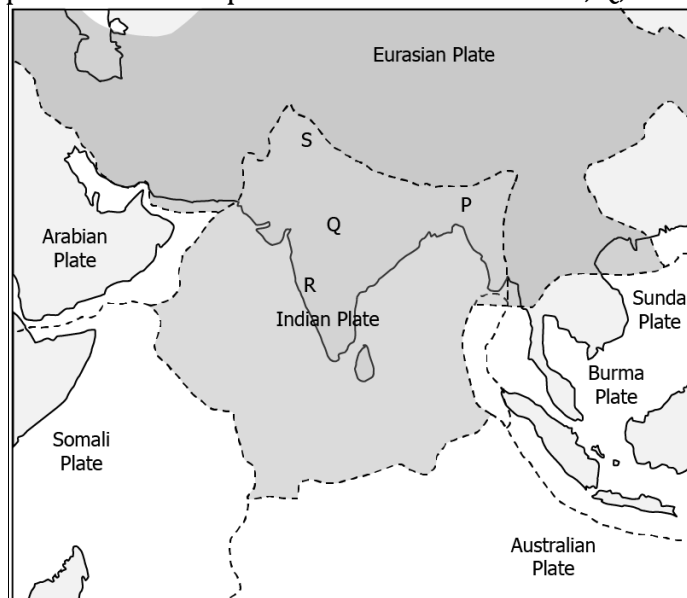 Eurasian Plate
S
P
Q
Arabian
Plate
R
Indian Plate
Sunda
Plate
Burma
Plate
Somali
Plate
Australian
Plate